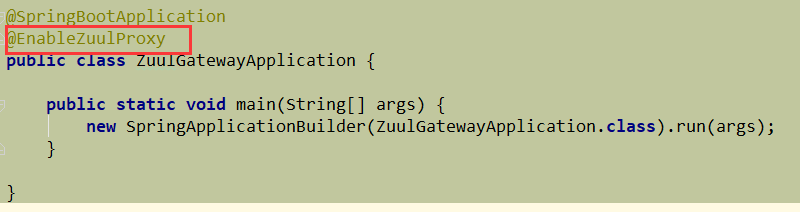 @SpringBootApplication
@EnableZuulProxy
public class ZuulGatewayApplication {
    public static void main(String[] args) {
        new SpringApplicationBuilder(ZuulGatewayApplication.class).run(args);
    }
}